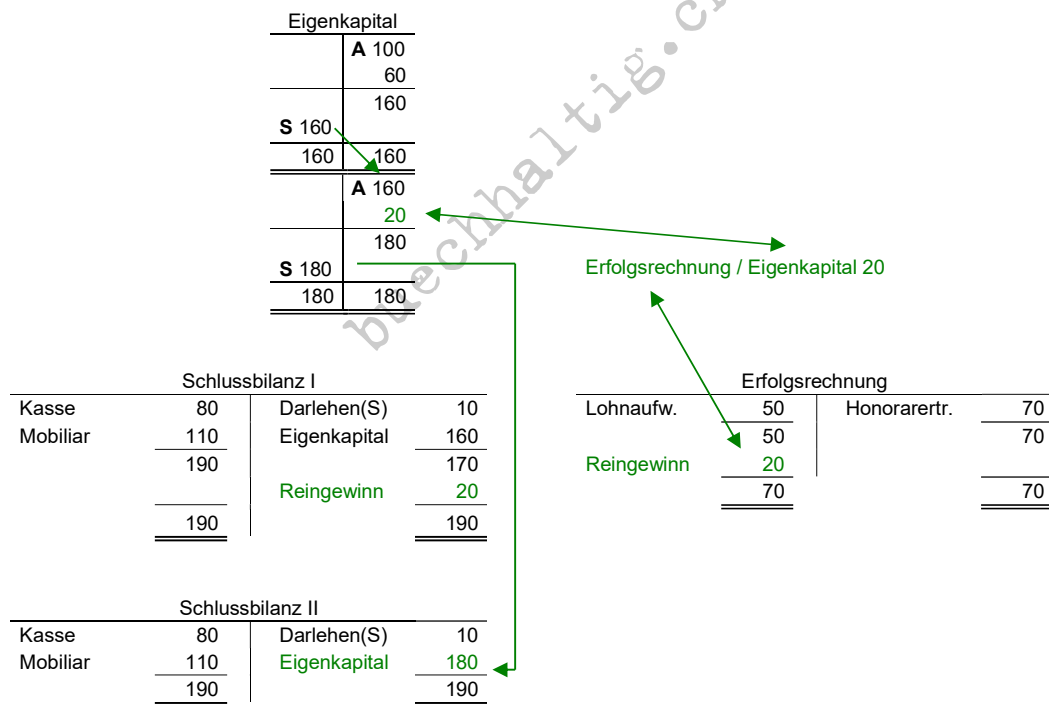 Eigenkapital
A 100
60
160
S 160
160 160
A 160
20
180
S 180
180 180
Erfolgsrechnung / Eigenkapital 20
buechhaltig.ch
Schlussbilanz I
Kasse 80 Darlehen(S) 10
Mobiliar 110 Eigenkapital 160
190 170
Reingewinn 20
190 190
Erfolgsrechnung
Lohnaufw. 50 Honorarertr. 70
50 70
Reingewinn 20
70 70
Schlussbilanz II
Kasse 80 Darlehen(S) 10
Mobiliar 110 Eigenkapital 180
190 190